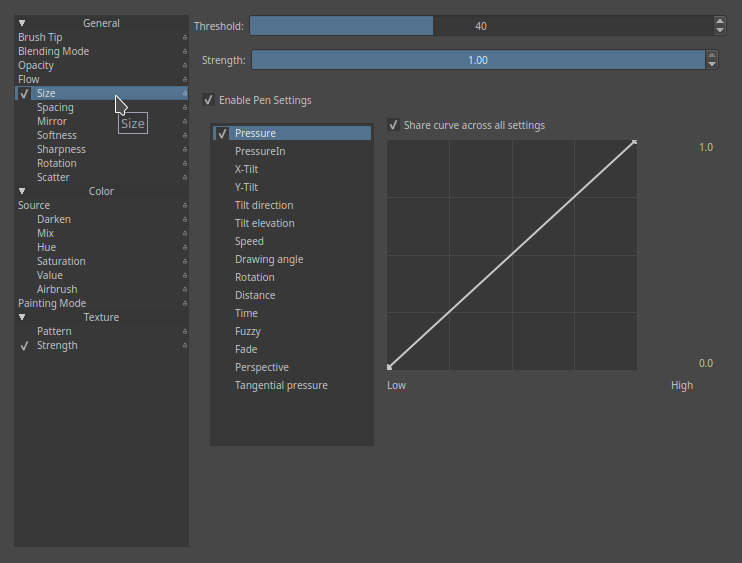 General
Brush Tip
Blending Mode
Opacity
Flow
Size
Spacing
Mirror
Softness
Sharpness
Rotation
Scatter
Color
Source
Darken
Mix
Hue
Saturation
Value
Airbrush
Painting Mode
Texture
Pattern
Strength
Size
Threshold: 40
Strength: 1.00
Enable Pen Settings
Pressure
PressureIn
X-Tilt
Y-Tilt
Tilt direction
Tilt elevation
Speed
Drawing angle
Rotation
Distance
Time
Fuzzy
Fade
Perspective
Tangential pressure
Share curve across all settings
1.0
0.0
Low High